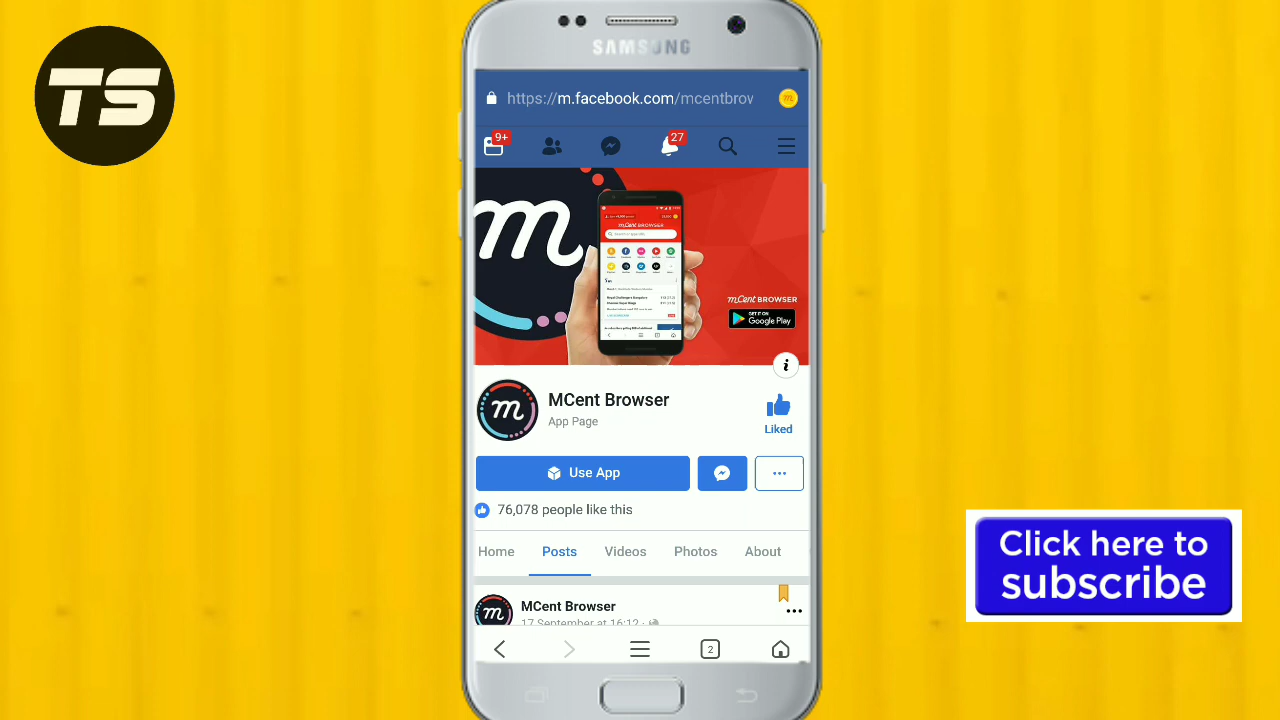 TS
SAMSUNG
https://m.facebook.com/mcentbrov
m
9+
27
m
mCent BROWSER
mCent BROWSER
GET IT ON
Google Play
i
m
MCent Browser
App Page
Liked
Use App
76,078 people like this
Home Posts Videos Photos About
m
MCent Browser
17 September at 16:12 ·
2
Click here to
subscribe